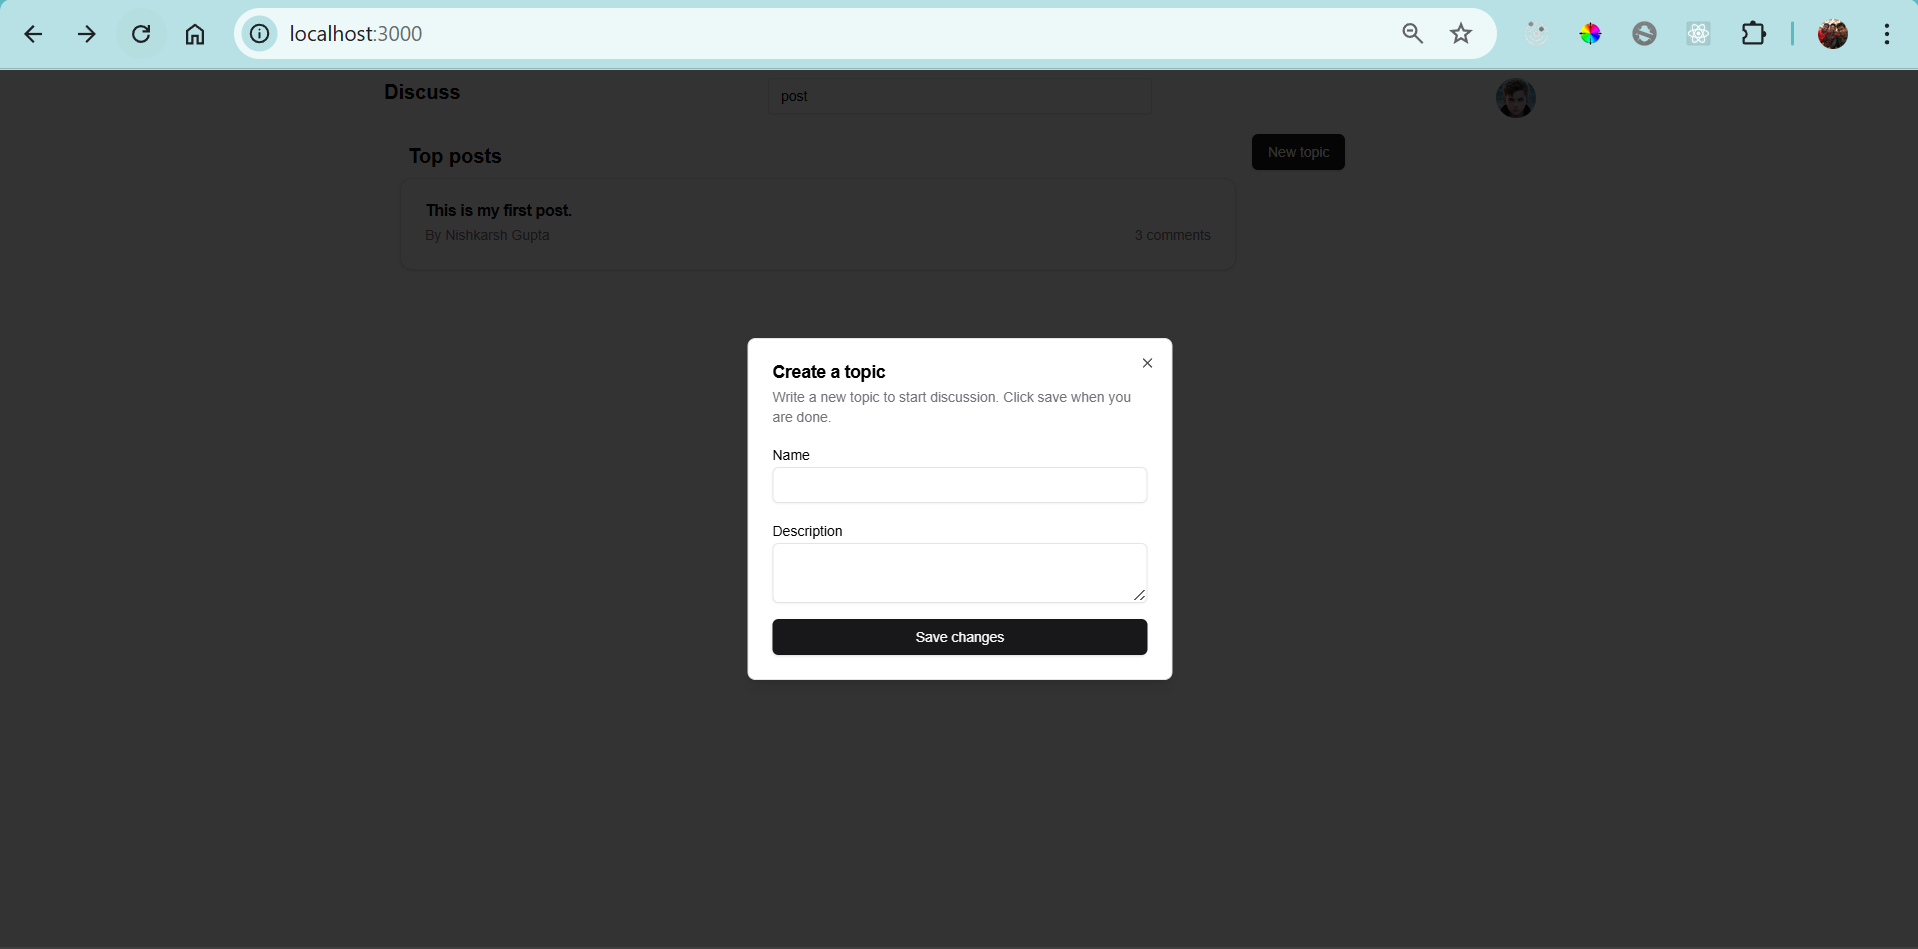 localhost:3000
Discuss
post
Top posts
New topic
This is my first post.
By Nishkarsh Gupta
3 comments
Create a topic
Write a new topic to start discussion. Click save when you
are done.
Name
Description
Save changes